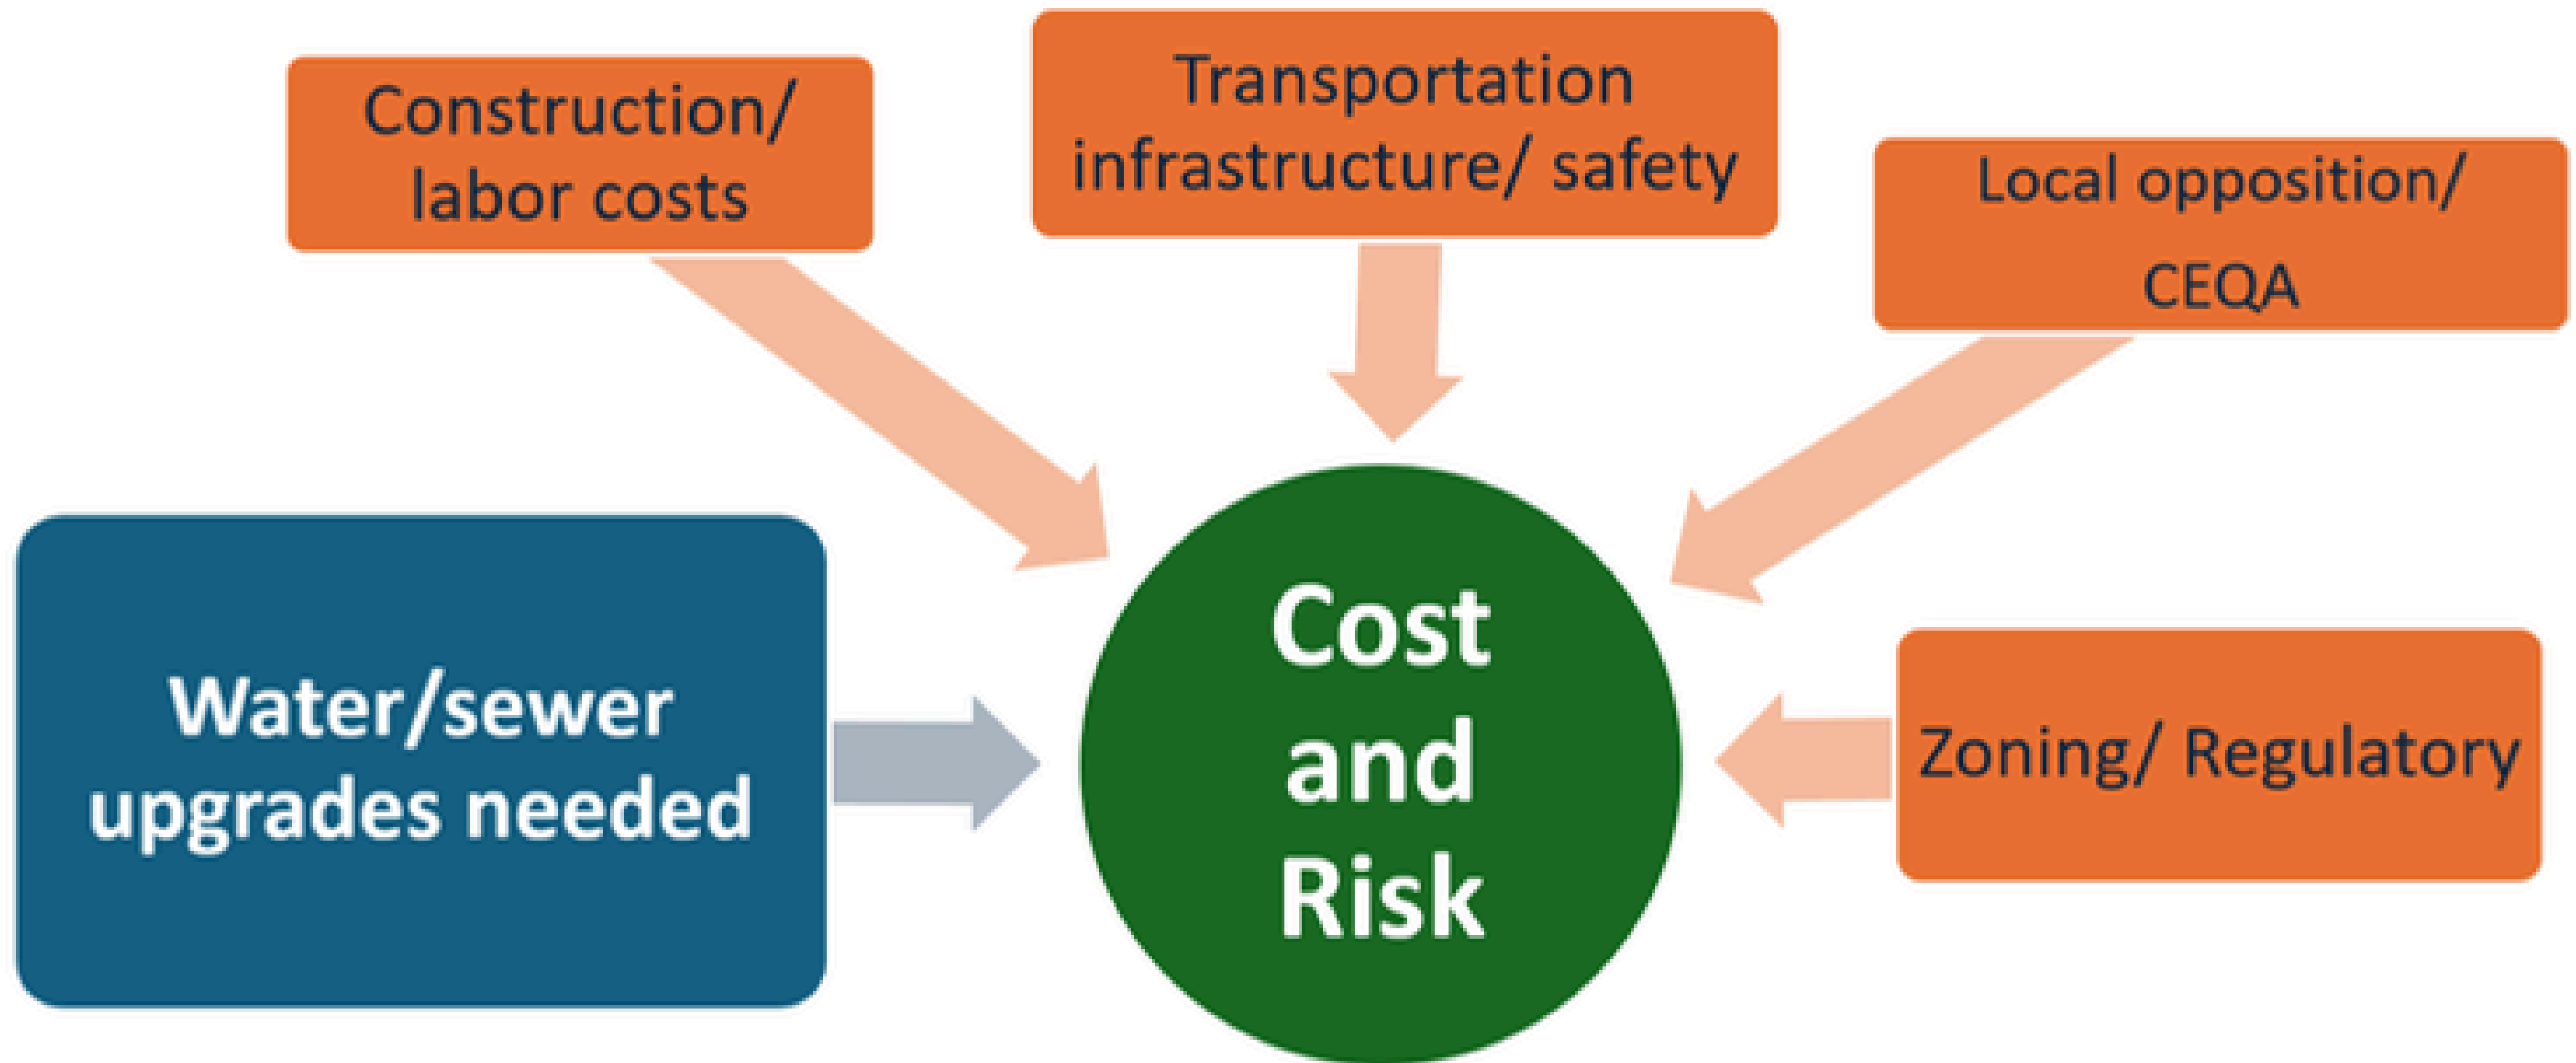 Construction/
labor costs
Transportation
infrastructure/ safety
Local opposition/
CEQA
Water/sewer
upgrades needed
Cost
and
Risk
Zoning/ Regulatory